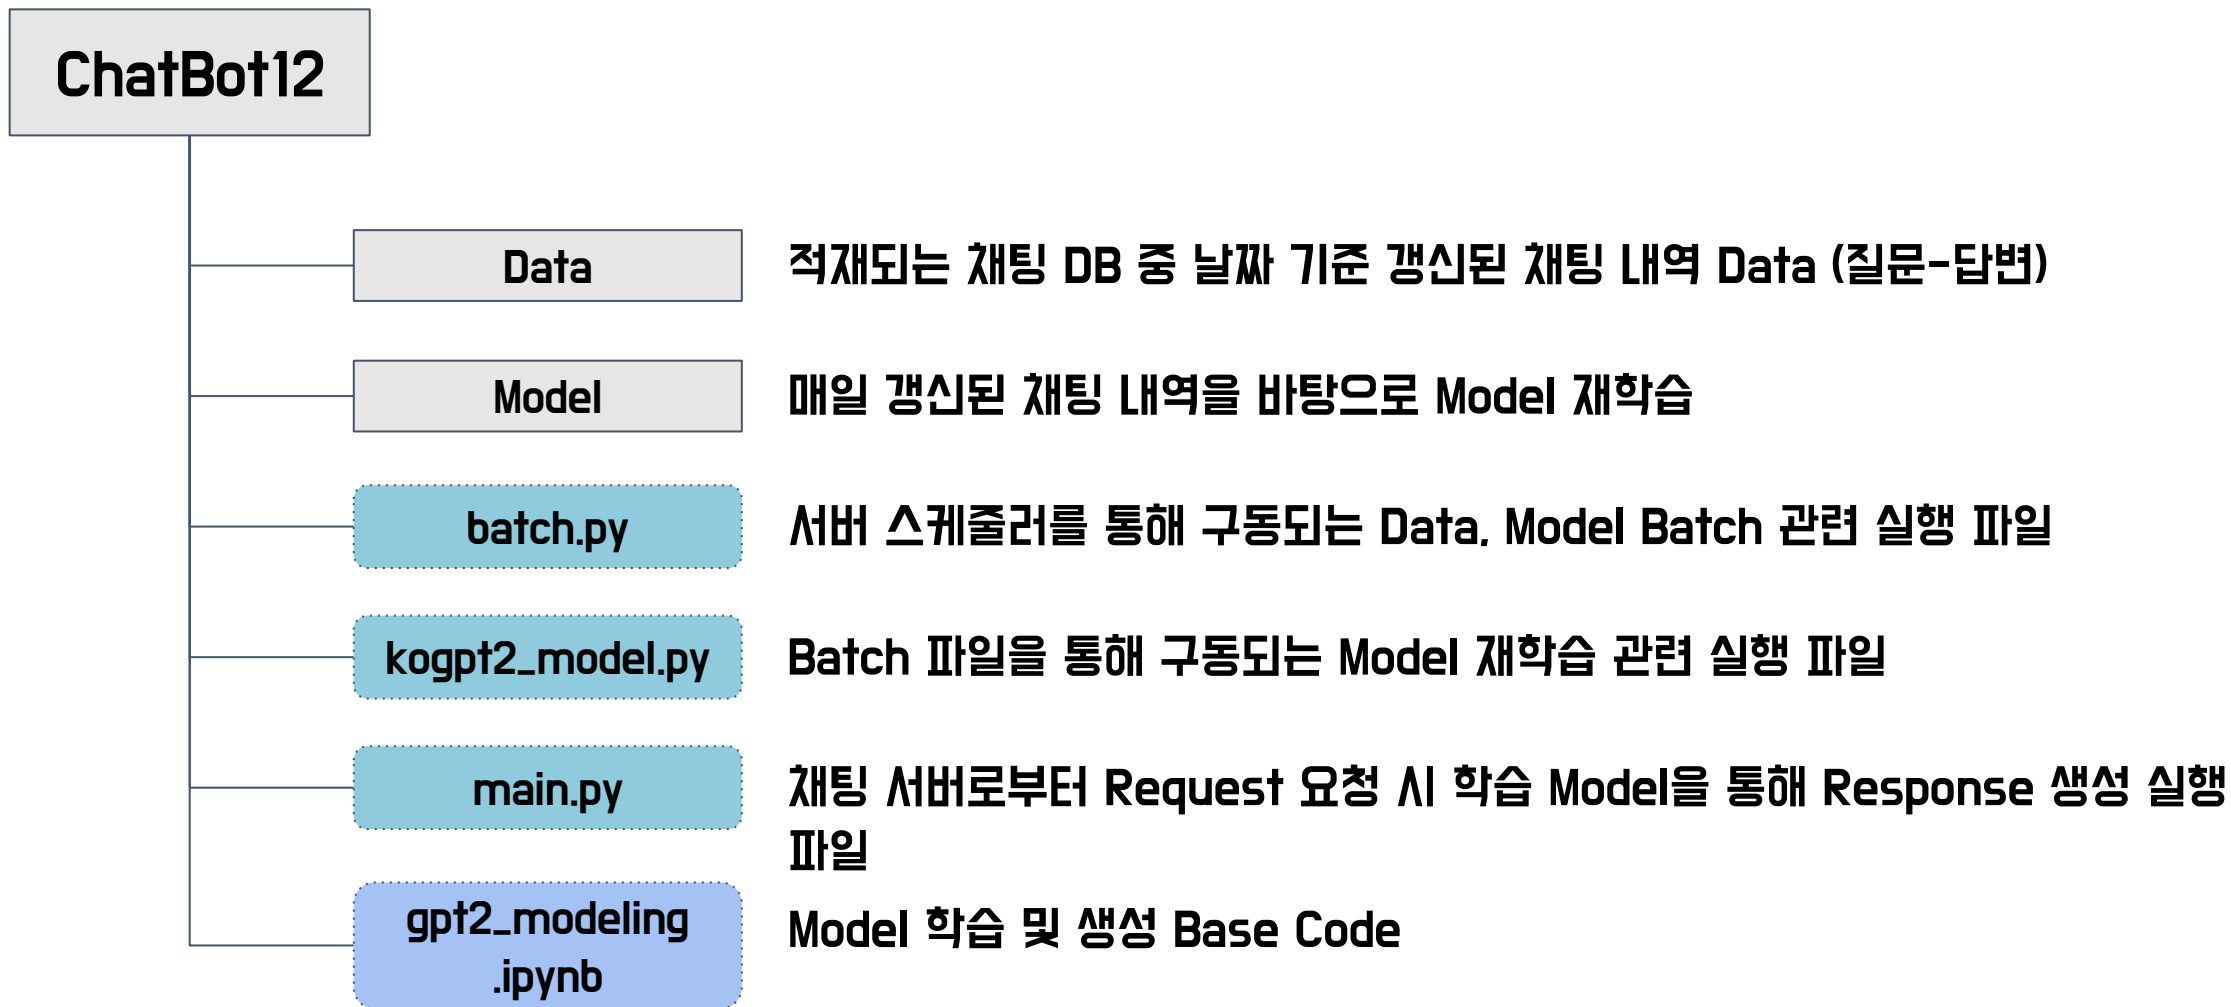 ChatBot12
Data
적재되는 채팅 DB 중 날짜 기준 갱신된 채팅 내역 Data (질문-답변)
Model
매일 갱신된 채팅 내역을 바탕으로 Model 재학습
batch.py
서버 스케줄러를 통해 구동되는 Data, Model Batch 관련 실행 파일
kogpt2_model.py
Batch 파일을 통해 구동되는 Model 재학습 관련 실행 파일
main.py
채팅 서버로부터 Request 요청 시 학습 Model을 통해 Response 생성 실행
파일
gpt2_modeling
.ipynb
Model 학습 및 생성 Base Code